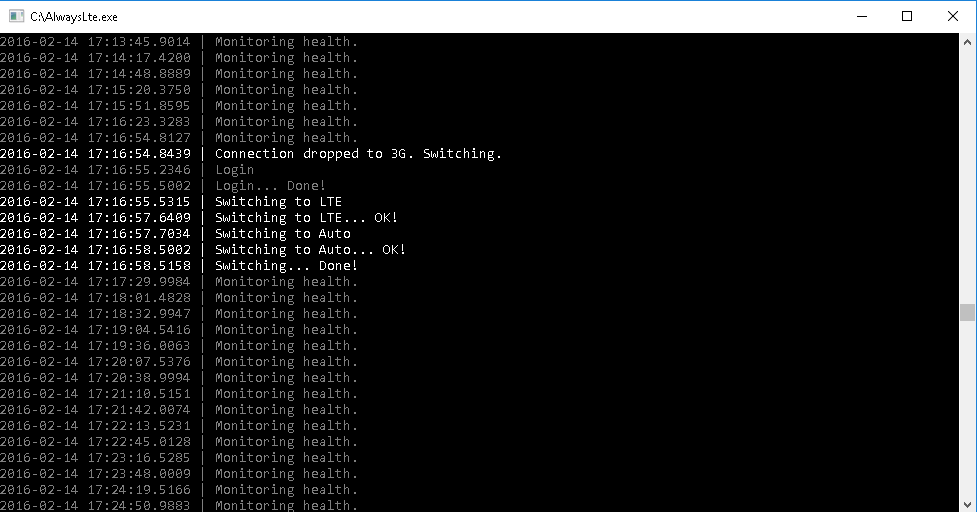 C:\AlwaysLte.exe
2016-02-14 17:13:45.9014 | Monitoring health.
2016-02-14 17:14:17.4200 | Monitoring health.
2016-02-14 17:14:48.8889 | Monitoring health.
2016-02-14 17:15:20.3750 | Monitoring health.
2016-02-14 17:15:51.8595 | Monitoring health.
2016-02-14 17:16:23.3283 | Monitoring health.
2016-02-14 17:16:54.8127 | Monitoring health.
2016-02-14 17:16:54.8439 | Connection dropped to 3G. Switching.
2016-02-14 17:16:55.2346 | Login
2016-02-14 17:16:55.5002 | Login... Done!
2016-02-14 17:16:55.5315 | Switching to LTE
2016-02-14 17:16:57.6409 | Switching to LTE... OK!
2016-02-14 17:16:57.7034 | Switching to Auto
2016-02-14 17:16:58.5002 | Switching to Auto... OK!
2016-02-14 17:16:58.5158 | Switching... Done!
2016-02-14 17:17:29.9984 | Monitoring health.
2016-02-14 17:18:01.4828 | Monitoring health.
2016-02-14 17:18:32.9947 | Monitoring health.
2016-02-14 17:19:04.5416 | Monitoring health.
2016-02-14 17:19:36.0063 | Monitoring health.
2016-02-14 17:20:07.5376 | Monitoring health.
2016-02-14 17:20:38.9994 | Monitoring health.
2016-02-14 17:21:10.5151 | Monitoring health.
2016-02-14 17:21:42.0074 | Monitoring health.
2016-02-14 17:22:13.5231 | Monitoring health.
2016-02-14 17:22:45.0128 | Monitoring health.
2016-02-14 17:23:16.5285 | Monitoring health.
2016-02-14 17:23:48.0009 | Monitoring health.
2016-02-14 17:24:19.5166 | Monitoring health.
2016-02-14 17:24:50.9883 | Monitoring health.